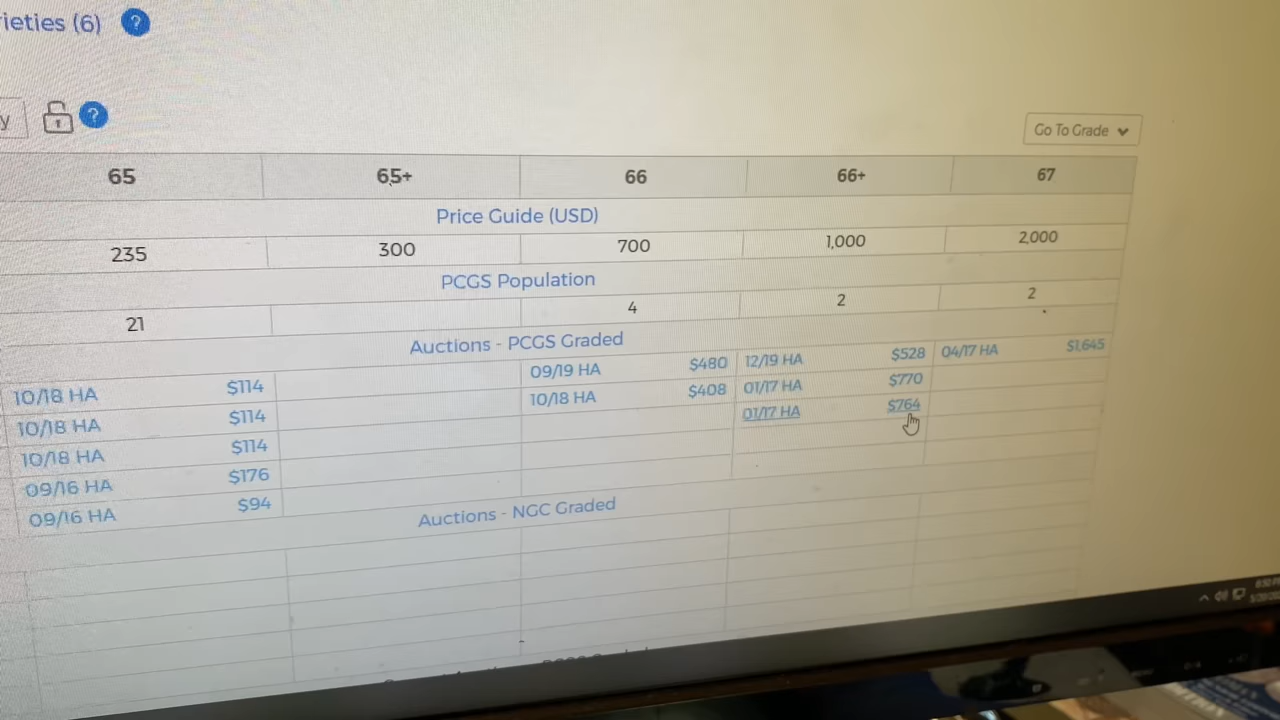 rieties (6) ?
y ?
Go To Grade
65 65+ 66 66+ 67
Price Guide (USD)
235 300 700 1,000 2,000
PCGS Population
21 4 2 2
Auctions - PCGS Graded
10/18 HA $114 09/19 HA $480 12/19 HA $528 04/17 HA $1,645
10/18 HA $114 10/18 HA $408 01/17 HA $770
10/18 HA $114 01/17 HA $764
09/16 HA $176
09/16 HA $94
Auctions - NGC Graded